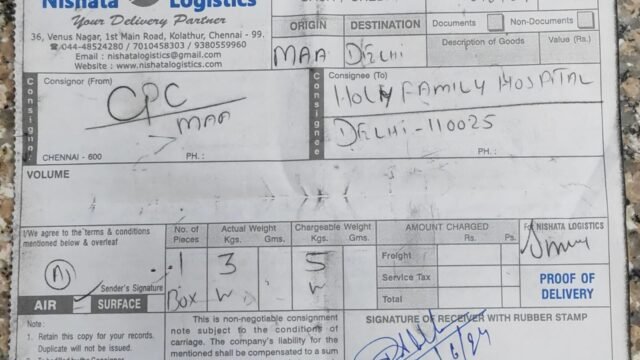 Nishata Logistics
Your Delivery Partner
36, Venus Nagar, 1st Main Road, Kolathur, Chennai - 99.
044-48524280 / 7010458303 / 9380559960
Email : nishatalogistics@gmail.com
Website : www.nishatalogistics.com
ORIGIN DESTINATION
MAA DELHI
Documents Non-Documents
Description of Goods Value (Rs.)
Consignor
Consignor (From)
CPC
MAA
CHENNAI - 600 PH. :
Consignee
Consignee (To)
HOLY FAMILY HOSPITAL
DELHI - 110025
PH. :
VOLUME
I/We agree to the terms & conditions
mentioned below & overleaf
A
Sender's Signature
AIR SURFACE
No. of
Pieces
1
Box
Actual Weight
Kgs. Gms.
3
W
Chargeable Weight
Kgs. Gms.
5
W
AMOUNT CHARGED
Rs. Ps.
Freight
Service Tax
Total
For NISHATA LOGISTICS
PROOF OF
DELIVERY
Note :
1. Retain this copy for your records.
Duplicate will not be issued.
This is non-negotiable consignment
note subject to the conditions of
carriage. The company's liability for
the mentioned shall be compensated to a sum
SIGNATURE OF RECEIVER WITH RUBBER STAMP